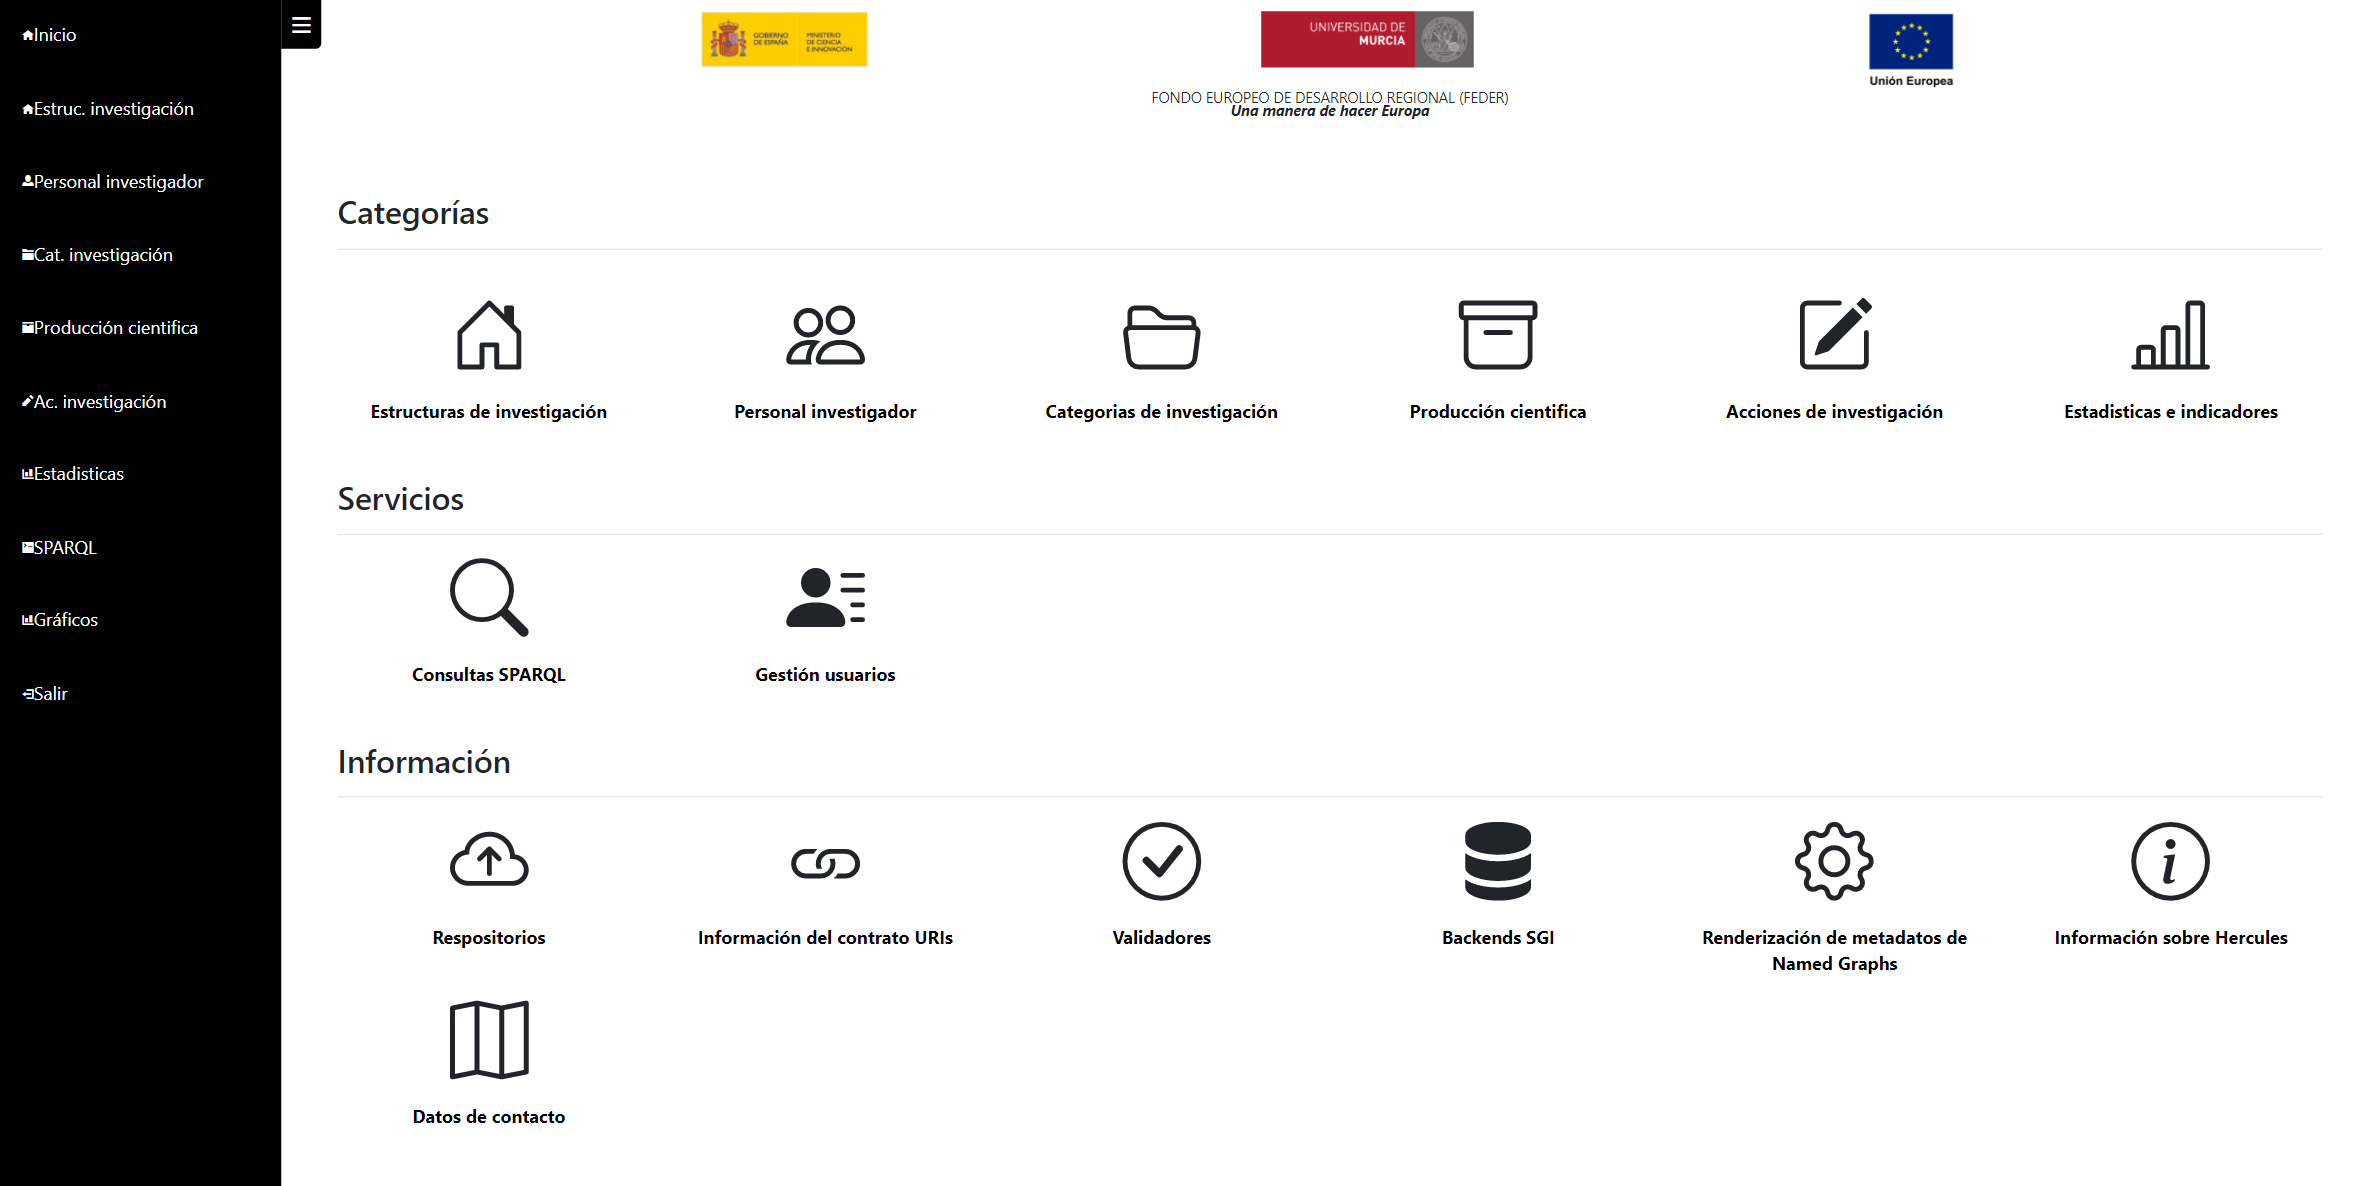 Inicio
Estruc. investigación
Personal investigador
Cat. investigación
Producción cientifica
Ac. investigación
Estadisticas
SPARQL
Gráficos
Salir
GOBIERNO DE ESPAÑA
MINISTERIO DE CIENCIA E INNOVACIÓN
UNIVERSIDAD DE
MURCIA
Unión Europea
FONDO EUROPEO DE DESARROLLO REGIONAL (FEDER)
Una manera de hacer Europa
Categorías
Estructuras de investigación
Personal investigador
Categorias de investigación
Producción cientifica
Acciones de investigación
Estadisticas e indicadores
Servicios
Consultas SPARQL
Gestión usuarios
Información
Respositorios
Información del contrato URIs
Validadores
Backends SGI
Renderización de metadatos de
Named Graphs
Información sobre Hercules
Datos de contacto